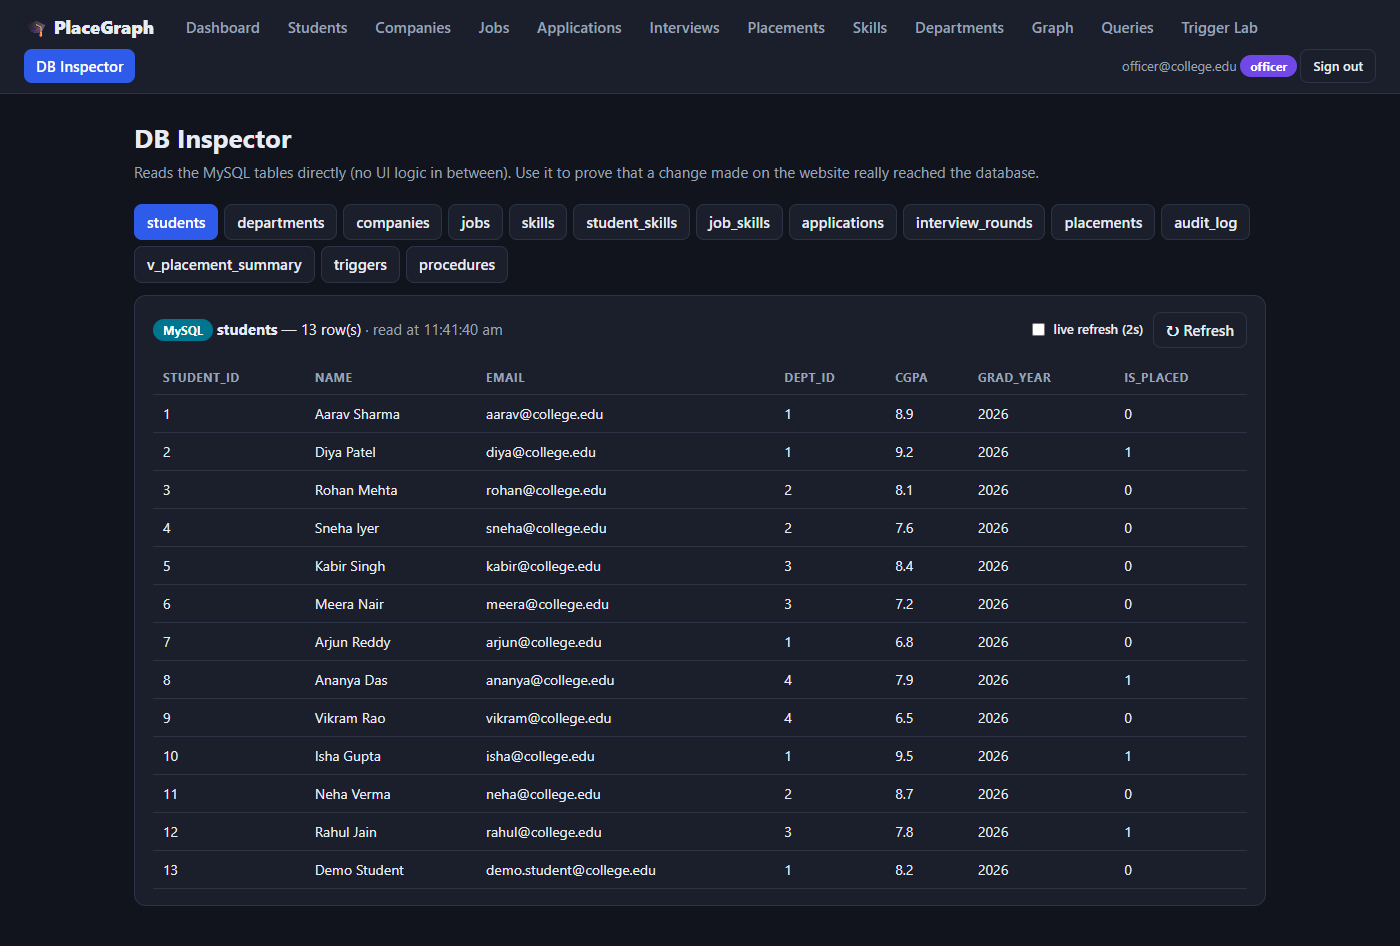 PlaceGraph Dashboard Students Companies Jobs Applications Interviews Placements Skills Departments Graph Queries Trigger Lab
DB Inspector officer@college.edu officer Sign out
DB Inspector
Reads the MySQL tables directly (no UI logic in between). Use it to prove that a change made on the website really reached the database.
students departments companies jobs skills student_skills job_skills applications interview_rounds placements audit_log
v_placement_summary triggers procedures
MySQL students — 13 row(s) · read at 11:41:40 am live refresh (2s) ↻ Refresh
STUDENT_ID NAME EMAIL DEPT_ID CGPA GRAD_YEAR IS_PLACED
1 Aarav Sharma aarav@college.edu 1 8.9 2026 0
2 Diya Patel diya@college.edu 1 9.2 2026 1
3 Rohan Mehta rohan@college.edu 2 8.1 2026 0
4 Sneha Iyer sneha@college.edu 2 7.6 2026 0
5 Kabir Singh kabir@college.edu 3 8.4 2026 0
6 Meera Nair meera@college.edu 3 7.2 2026 0
7 Arjun Reddy arjun@college.edu 1 6.8 2026 0
8 Ananya Das ananya@college.edu 4 7.9 2026 1
9 Vikram Rao vikram@college.edu 4 6.5 2026 0
10 Isha Gupta isha@college.edu 1 9.5 2026 1
11 Neha Verma neha@college.edu 2 8.7 2026 0
12 Rahul Jain rahul@college.edu 3 7.8 2026 1
13 Demo Student demo.student@college.edu 1 8.2 2026 0